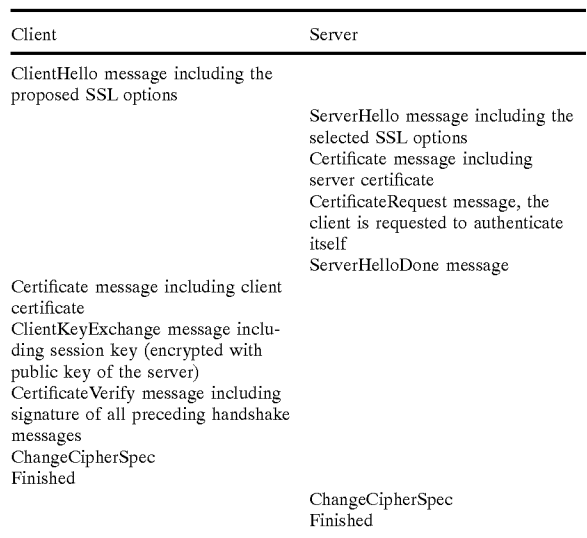 Client Server
ClientHello message including the
proposed SSL options
ServerHello message including the
selected SSL options
Certificate message including
server certificate
CertificateRequest message, the
client is requested to authenticate
itself
ServerHelloDone message
Certificate message including client
certificate
ClientKeyExchange message inclu-
ding session key (encrypted with
public key of the server)
CertificateVerify message including
signature of all preceding handshake
messages
ChangeCipherSpec
Finished
ChangeCipherSpec
Finished